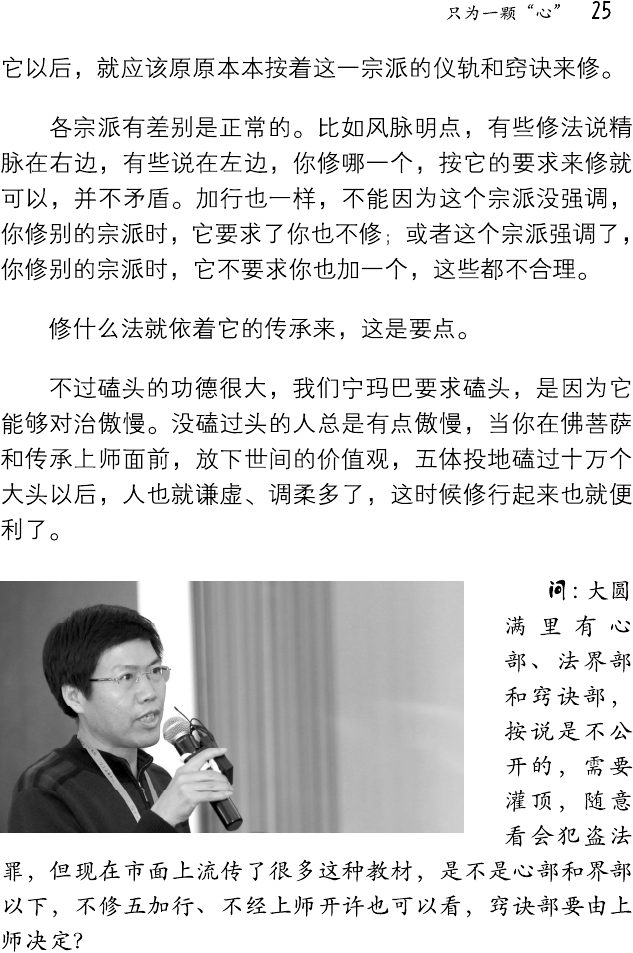 只为一颗“心” 25
它以后，就应该原原本本按着这一宗派的仪轨和窍诀来修。
各宗派有差别是正常的。比如风脉明点，有些修法说精
脉在右边，有些说在左边，你修哪一个，按它的要求来修就
可以，并不矛盾。加行也一样，不能因为这个宗派没强调，
你修别的宗派时，它要求了你也不修；或者这个宗派强调了，
你修别的宗派时，它不要求你也加一个，这些都不合理。
修什么法就依着它的传承来，这是要点。
不过磕头的功德很大，我们宁玛巴要求磕头，是因为它
能够对治傲慢。没磕过头的人总是有点傲慢，当你在佛菩萨
和传承上师面前，放下世间的价值观，五体投地磕过十万个
大头以后，人也就谦虚、调柔多了，这时候修行起来也就便
利了。
问：大圆
满里有心
部、法界部
和窍诀部，
按说是不公
开的，需要
灌顶，随意
看会犯盗法
罪，但现在市面上流传了很多这种教材，是不是心部和界部
以下，不修五加行、不经上师开许也可以看，窍诀部要由上
师决定？